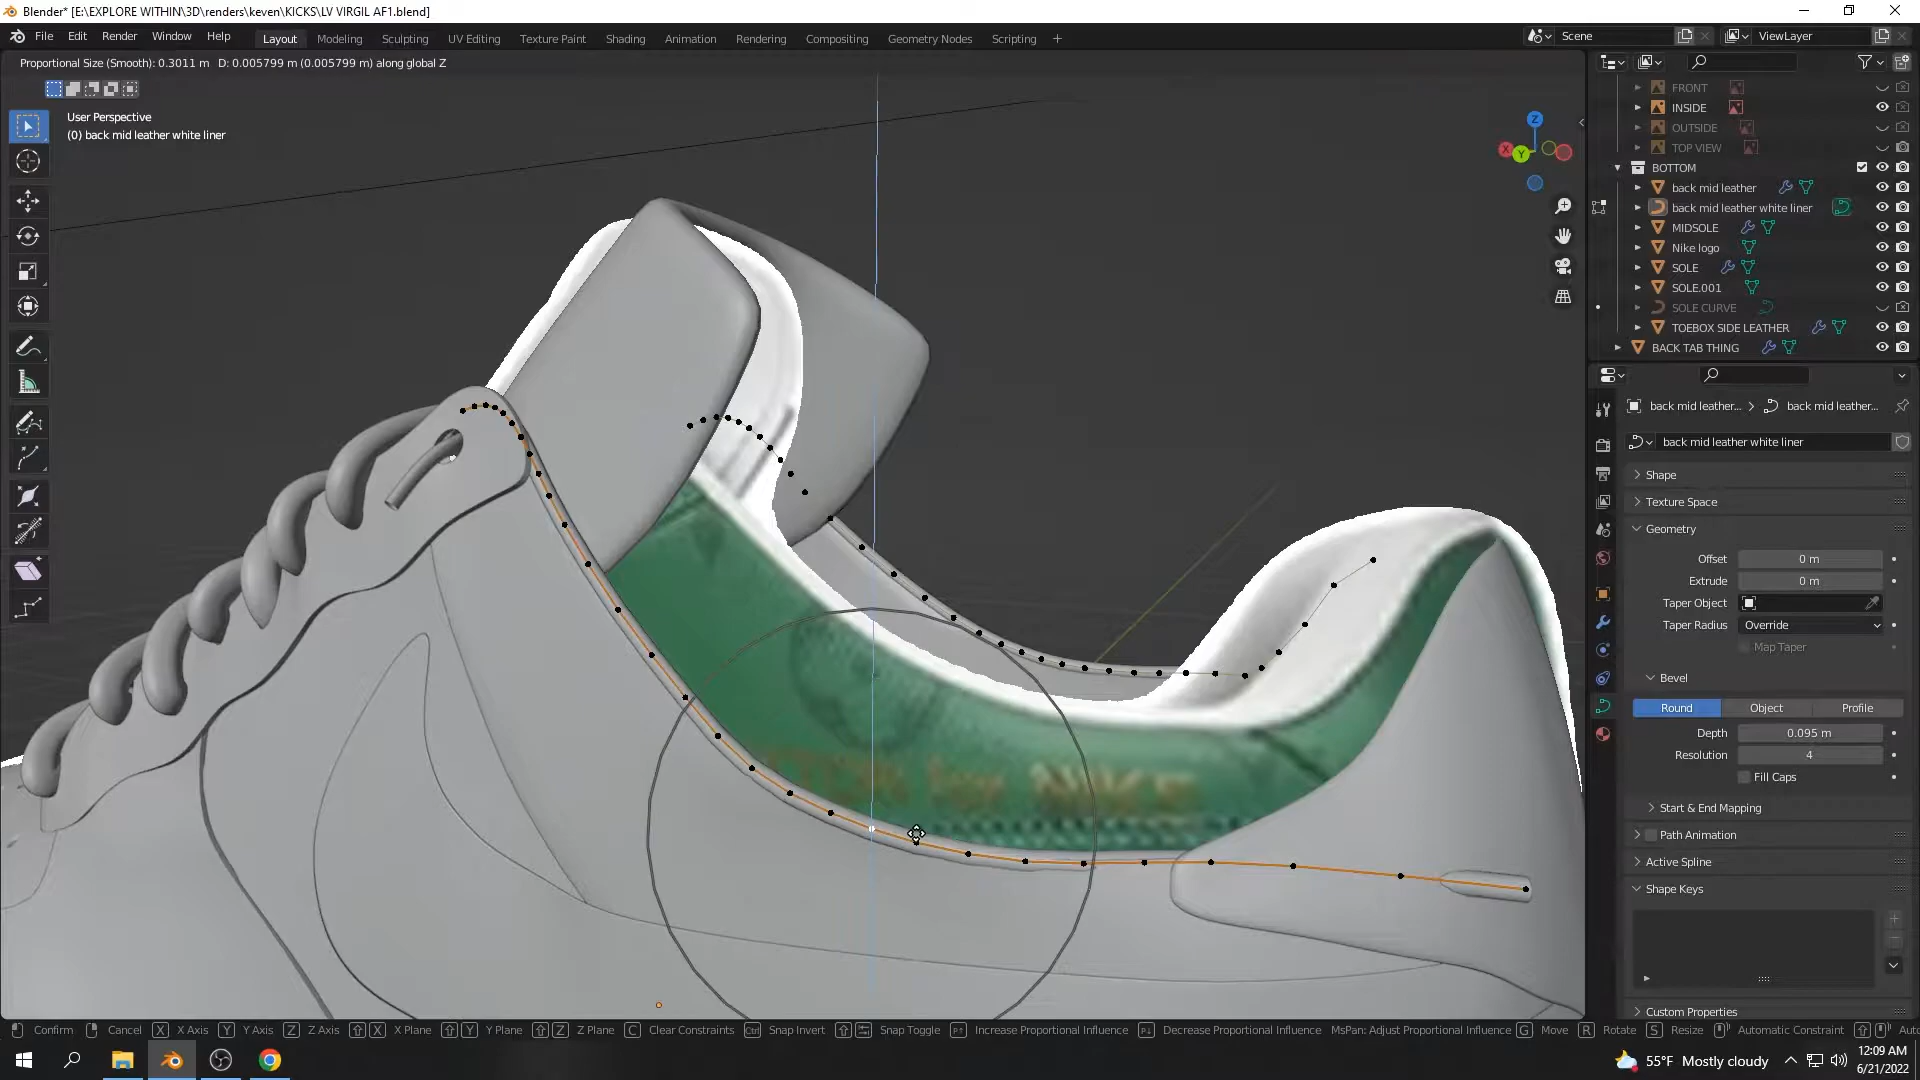 Blender* [E:\EXPLORE WITHIN\3D\renders\keven\KICKS\LV VIRGIL AF1.blend]
File Edit Render Window Help Layout Modeling Sculpting UV Editing Texture Paint Shading Animation Rendering Compositing Geometry Nodes Scripting + Scene ViewLayer
Proportional Size (Smooth): 0.3011 m D: 0.005799 m (0.005799 m) along global Z
User Perspective
(0) back mid leather white liner
Z
X
Y
by NIKE
FRONT
INSIDE
OUTSIDE
TOP VIEW
BOTTOM
back mid leather
back mid leather white liner
MIDSOLE
Nike logo
SOLE
SOLE.001
SOLE CURVE
TOEBOX SIDE LEATHER
BACK TAB THING
back mid leather... > back mid leather...
back mid leather white liner
Shape
Texture Space
Geometry
Offset 0 m
Extrude 0 m
Taper Object
Taper Radius Override
Map Taper
Bevel
Round Object Profile
Depth 0.095 m
Resolution 4
Fill Caps
Start & End Mapping
Path Animation
Active Spline
Shape Keys
Custom Properties
Confirm Cancel X X Axis Y Y Axis Z Z Axis X X Plane Y Y Plane Z Z Plane C Clear Constraints Ctrl Snap Invert Snap Toggle Increase Proportional Influence Decrease Proportional Influence MsPan: Adjust Proportional Influence G Move R Rotate S Resize Automatic Constraint Auto
55°F Mostly cloudy
12:09 AM
6/21/2022